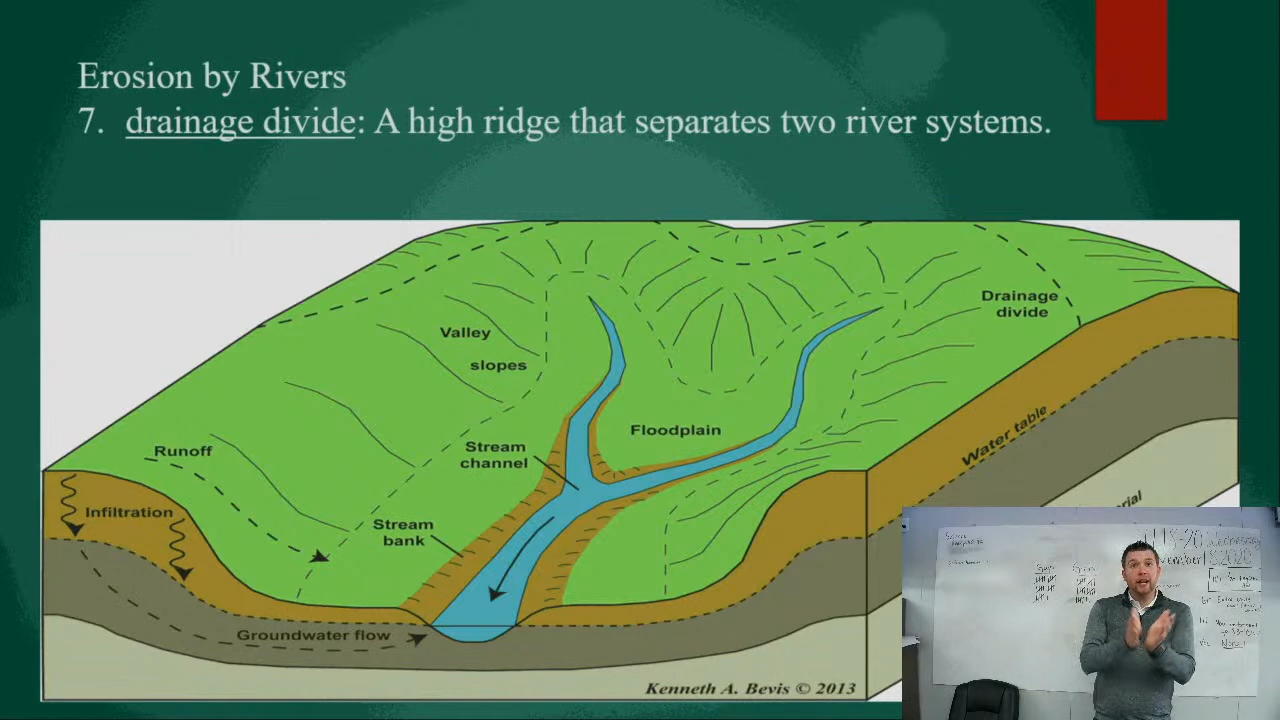 Erosion by Rivers
7. drainage divide: A high ridge that separates two river systems.
Drainage
divide
Valley
slopes
Floodplain
Runoff
Stream
channel
Water table
Infiltration
Stream
bank
Groundwater flow
Kenneth A. Bevis © 2013